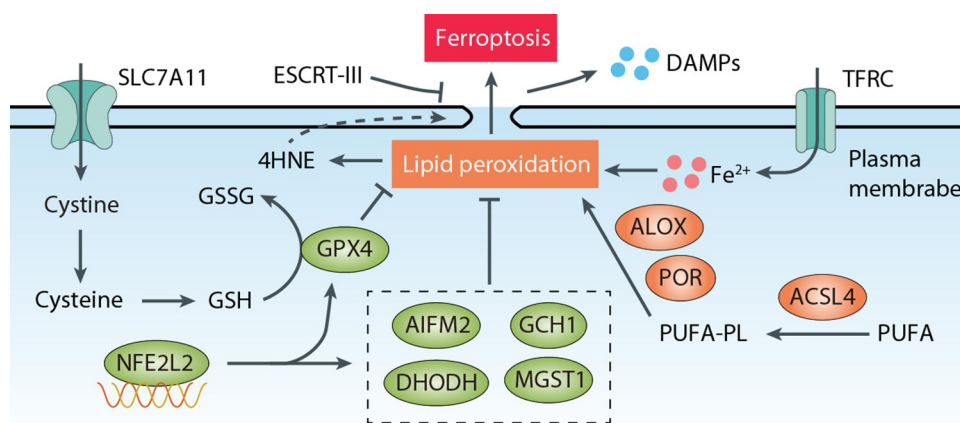 Ferroptosis
SLC7A11
ESCRT-III
DAMPs
TFRC
4HNE
Lipid peroxidation
Fe²⁺
Plasma
membrabe
Cystine
GSSG
GPX4
ALOX
POR
Cysteine
GSH
ACSL4
AIFM2
GCH1
PUFA-PL
PUFA
NFE2L2
DHODH
MGST1